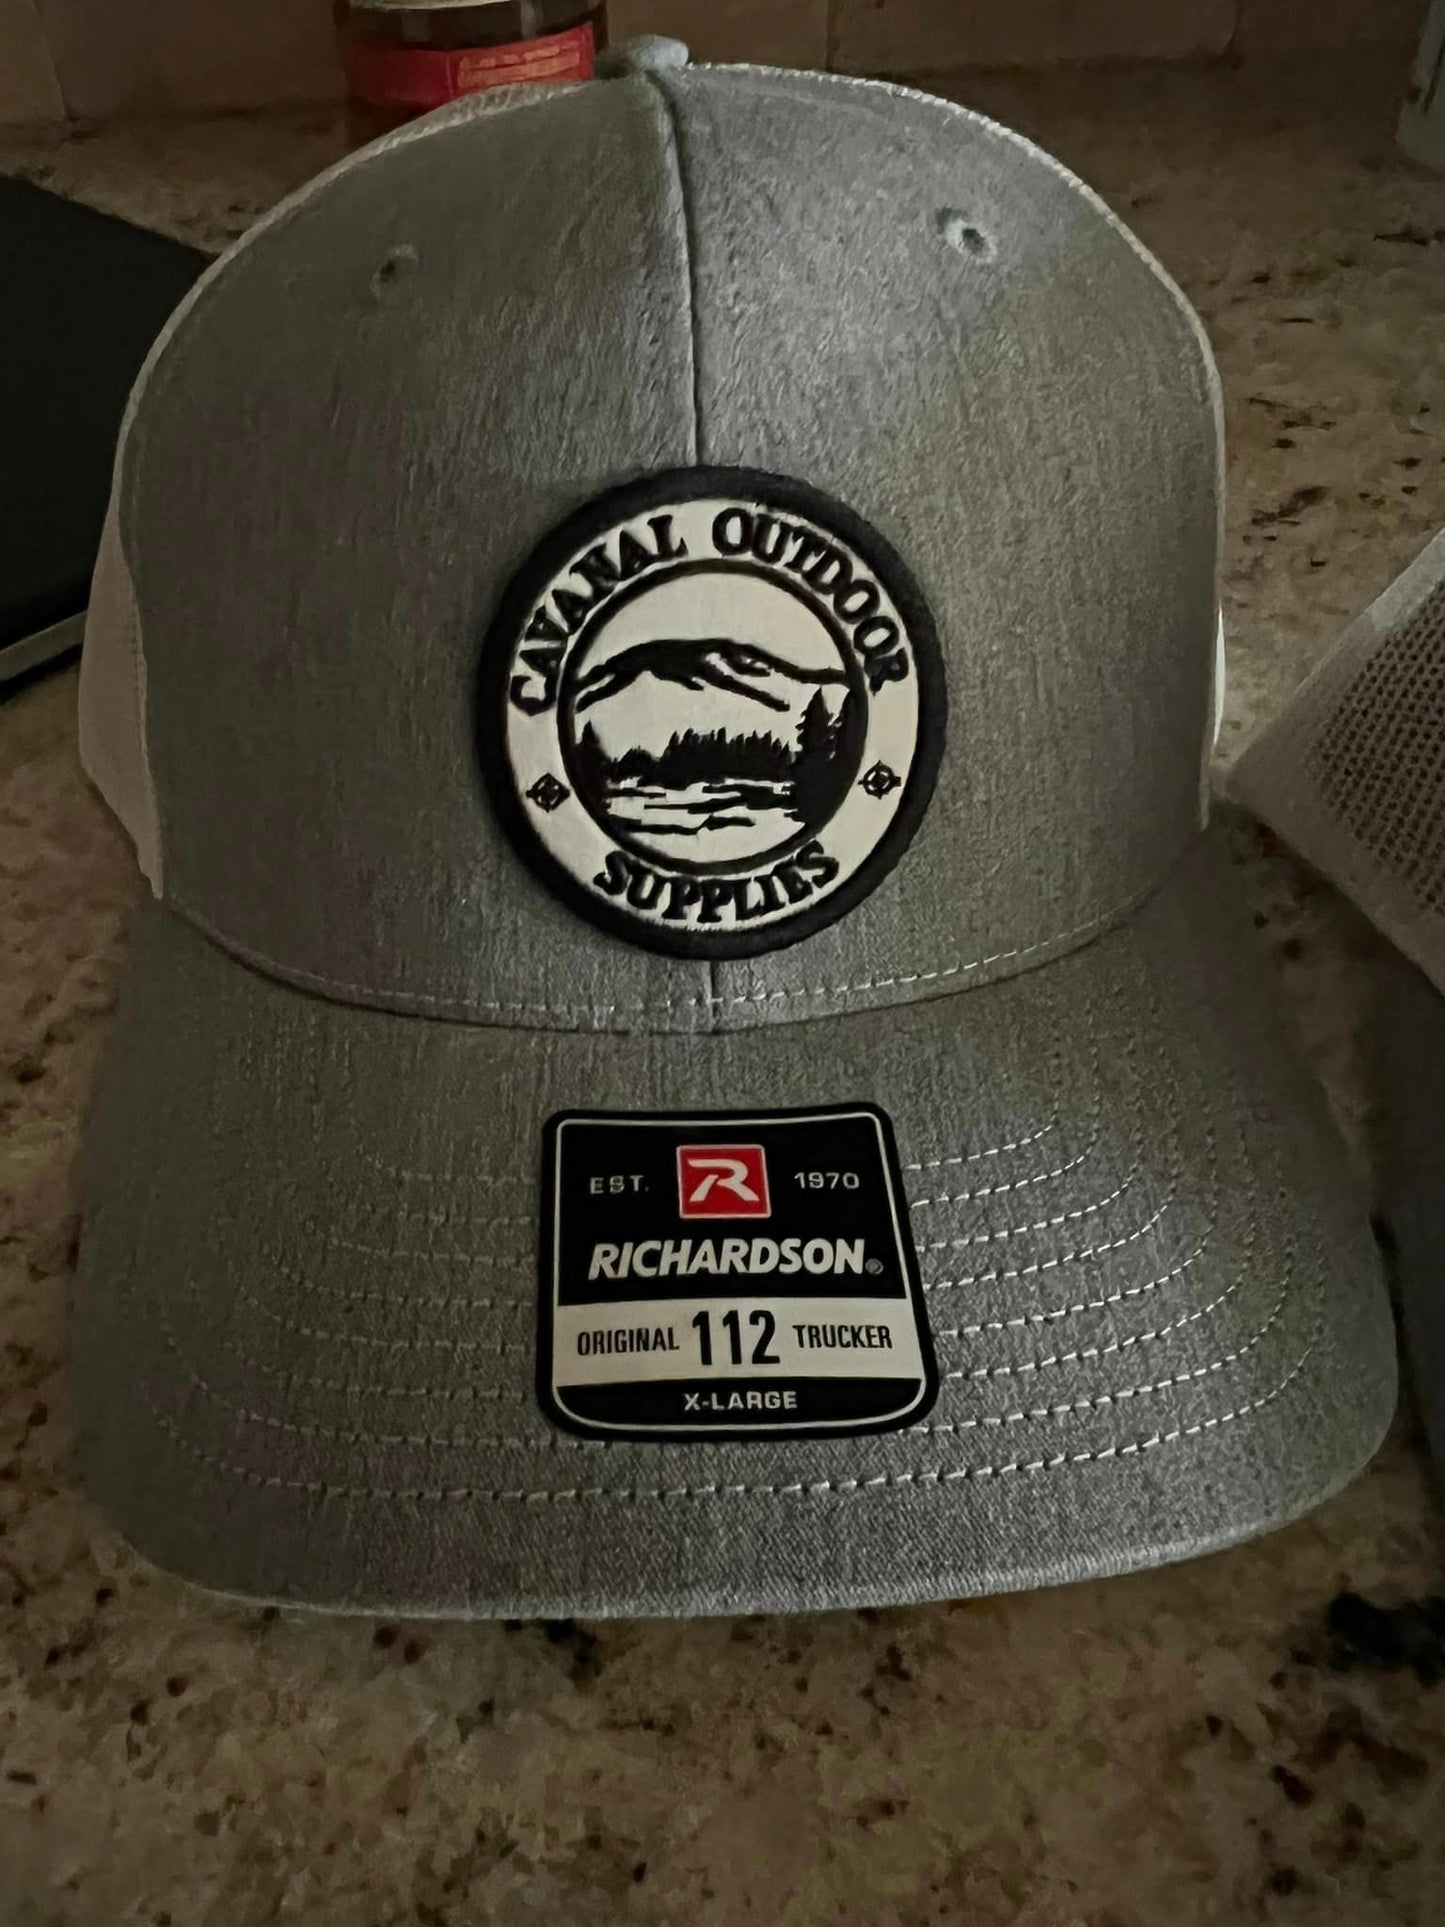 CAVANAL OUTDOOR
SUPPLIES
EST. R 1970
RICHARDSON®
ORIGINAL 112 TRUCKER
X-LARGE